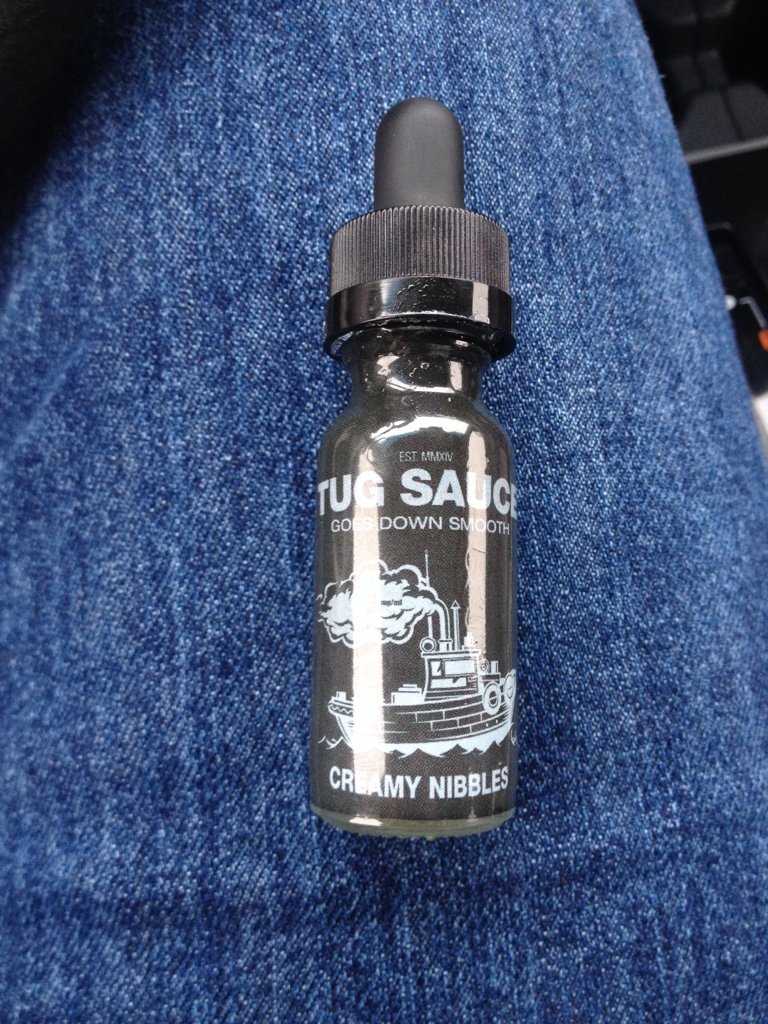 EST. MMXIV
TUG SAUCE
GOES DOWN SMOOTH
CREAMY NIBBLES